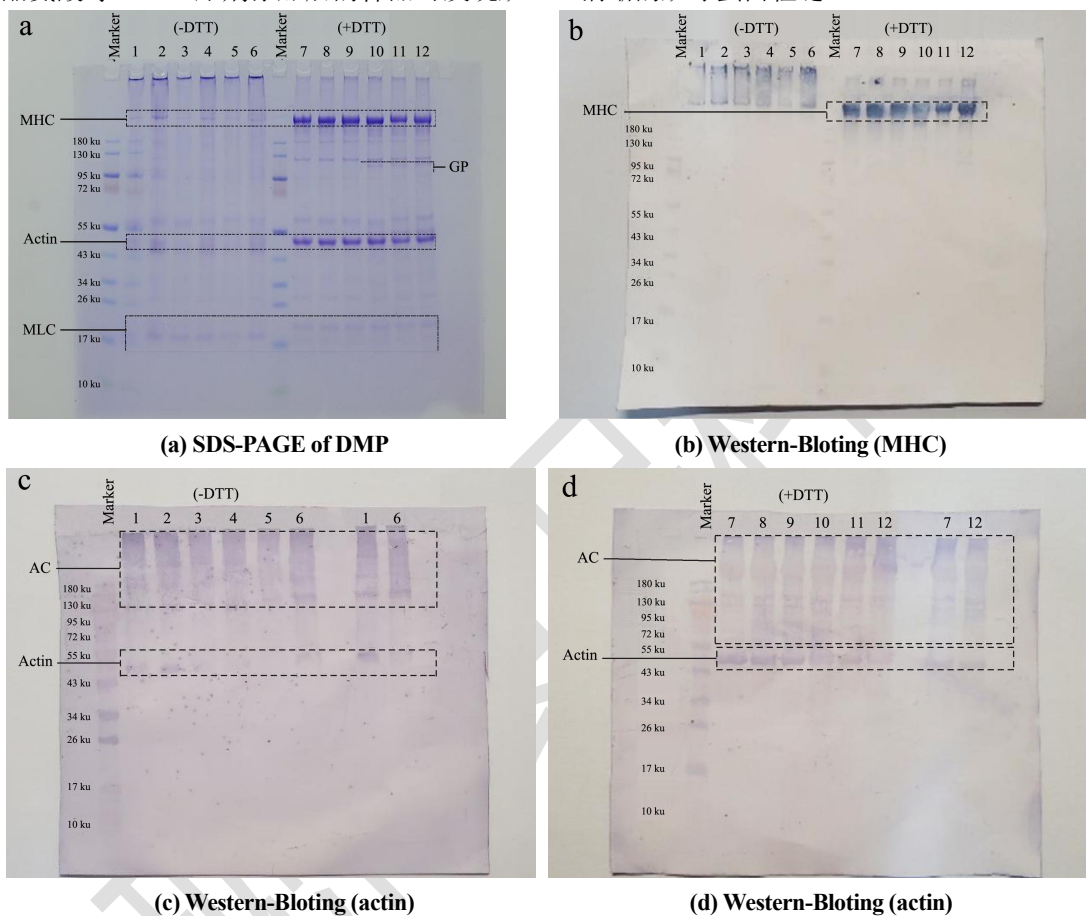 a
Marker
(-DTT)
Marker
(+DTT)
1 2 3 4 5 6 7 8 9 10 11 12
MHC
180 ku
130 ku
GP
95 ku
72 ku
55 ku
Actin
43 ku
34 ku
26 ku
MLC
17 ku
10 ku
(a) SDS-PAGE of DMP
b
Marker
(-DTT)
Marker
(+DTT)
1 2 3 4 5 6 7 8 9 10 11 12
MHC
180 ku
130 ku
95 ku
72 ku
55 ku
43 ku
34 ku
26 ku
17 ku
10 ku
(b) Western-Bloting (MHC)
c
Marker
(-DTT)
1 2 3 4 5 6 1 6
AC
180 ku
130 ku
95 ku
72 ku
55 ku
Actin
43 ku
34 ku
26 ku
17 ku
10 ku
(c) Western-Bloting (actin)
d
Marker
(+DTT)
7 8 9 10 11 12 7 12
AC
180 ku
130 ku
95 ku
72 ku
55 ku
Actin
43 ku
34 ku
26 ku
17 ku
10 ku
(d) Western-Bloting (actin)